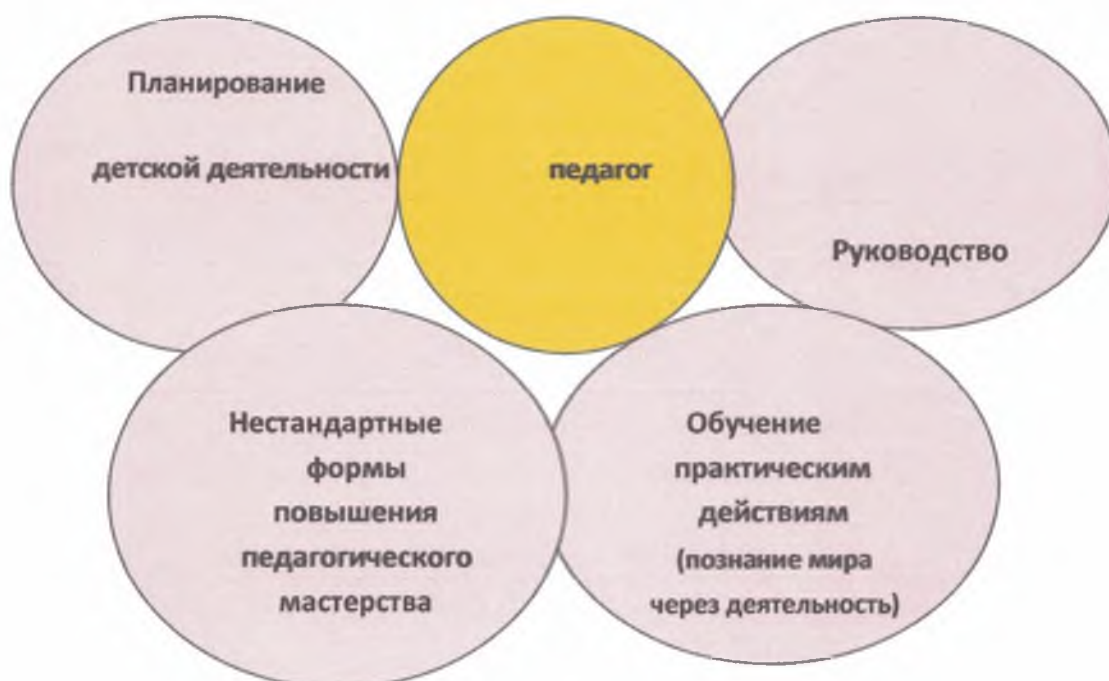 Планирование
детской деятельности
педагог
Руководство
Нестандартные
формы
повышения
педагогического
мастерства
Обучение
практическим
действиям
(познание мира
через деятельность)